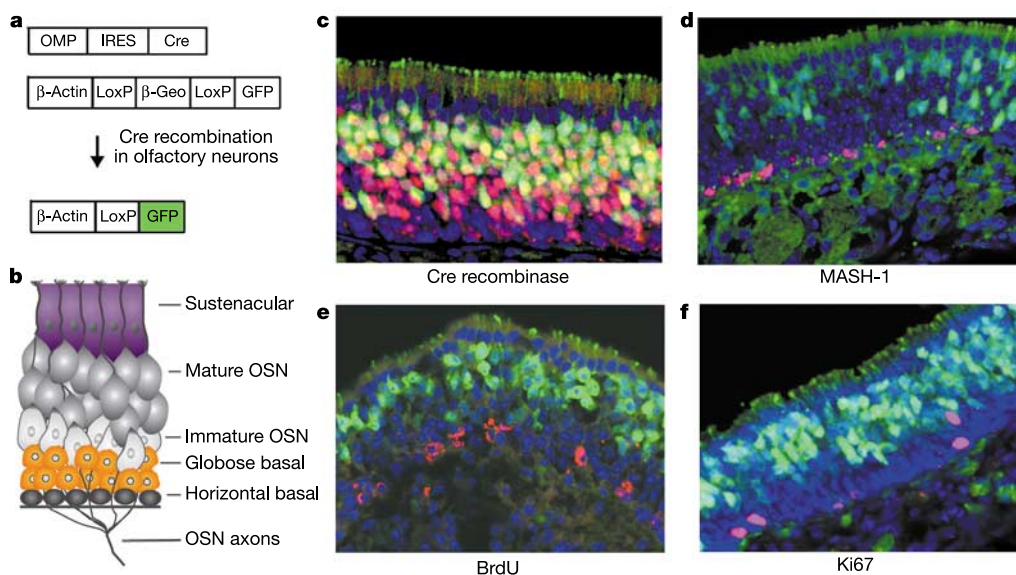 a
OMP IRES Cre
β-Actin LoxP β-Geo LoxP GFP
Cre recombination
in olfactory neurons
β-Actin LoxP GFP
b
Sustenacular
Mature OSN
Immature OSN
Globose basal
Horizontal basal
OSN axons
c
Cre recombinase
d
MASH-1
e
BrdU
f
Ki67